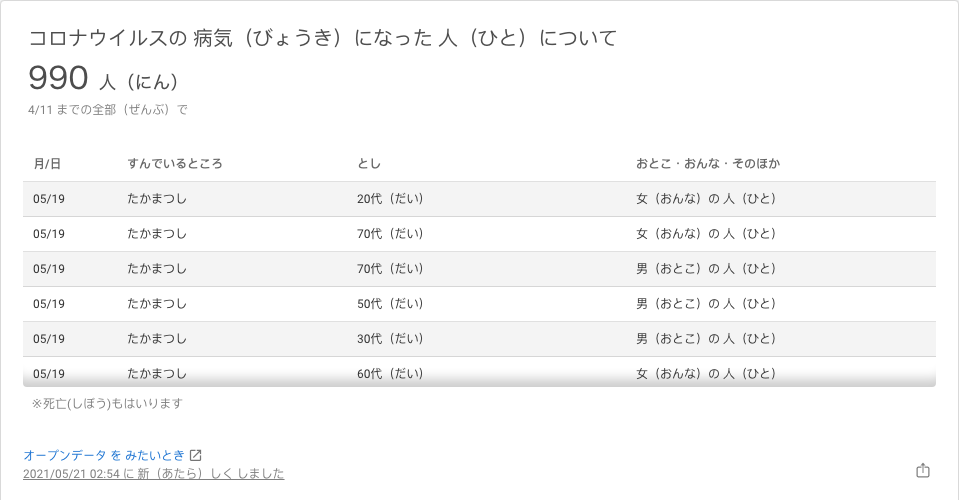 コロナウイルスの 病気（びょうき）になった 人（ひと）について
990 人（にん）
4/11 までの全部（ぜんぶ）で
月/日 すんでいるところ とし おとこ・おんな・そのほか
05/19 たかまつし 20代（だい） 女（おんな）の 人（ひと）
05/19 たかまつし 70代（だい） 女（おんな）の 人（ひと）
05/19 たかまつし 70代（だい） 男（おとこ）の 人（ひと）
05/19 たかまつし 50代（だい） 男（おとこ）の 人（ひと）
05/19 たかまつし 30代（だい） 男（おとこ）の 人（ひと）
05/19 たかまつし 60代（だい） 女（おんな）の 人（ひと）
※死亡(しぼう)もはいります
オープンデータ を みたいとき
2021/05/21 02:54 に 新（あたら）しく しました